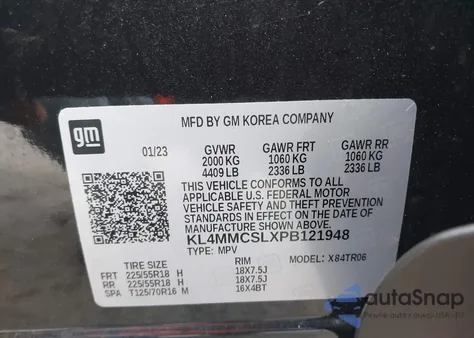 MFD BY GM KOREA COMPANY
gm
01/23 GVWR GAWR FRT GAWR RR
2000 KG 1060 KG 1060 KG
4409 LB 2336 LB 2336 LB
THIS VEHICLE CONFORMS TO ALL
APPLICABLE U.S. FEDERAL MOTOR
VEHICLE SAFETY AND THEFT PREVENTION
STANDARDS IN EFFECT ON THE DATE OF
MANUFACTURE SHOWN ABOVE.
KL4MMCSLXPB121948
TYPE: MPV MODEL: X84TR06
TIRE SIZE RIM
FRT 225/55R18 H 18X7.5J
RR 225/55R18 H 18X7.5J
SPA T125/70R16 M 16X4BT
autaSnap